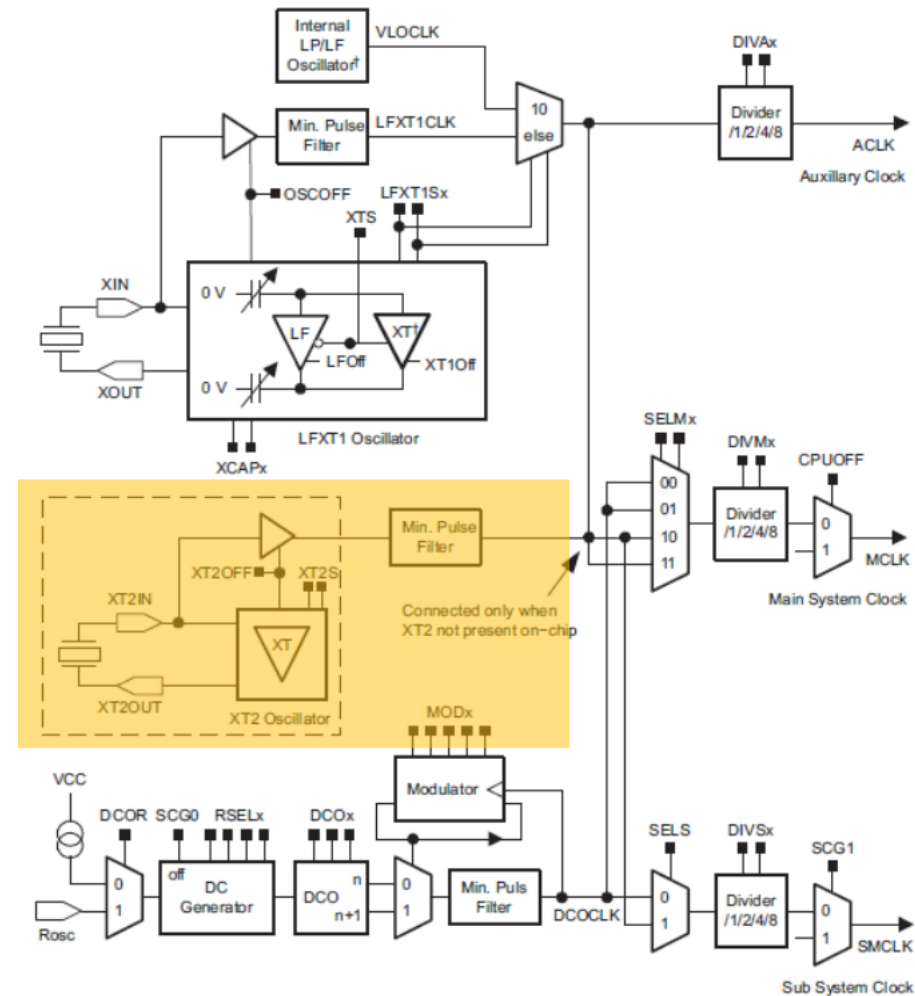 Internal
LP/LF
Oscillator†
VLOCLK
DIVAx
Min. Pulse
Filter
LFXT1CLK
10
else
Divider
/1/2/4/8
ACLK
Auxillary Clock
OSCOFF
LFXT1Sx
XTS
XIN
0 V
LF
XT†
LFOff
XT1Off
0 V
XOUT
LFXT1 Oscillator
XCAPx
SELMx
DIVMx
CPUOFF
00
01
10
11
Divider
/1/2/4/8
0
1
MCLK
Main System Clock
Min. Pulse
Filter
XT2OFF
XT2S
XT2IN
XT
XT2OUT
XT2 Oscillator
Connected only when
XT2 not present on−chip
MODx
Modulator
VCC
DCOR
SCG0
RSELx
DCOx
0
1
Rosc
off
DC
Generator
DCO
n
n+1
0
1
Min. Puls
Filter
DCOCLK
SELS
DIVSx
SCG1
0
1
Divider
/1/2/4/8
0
1
SMCLK
Sub System Clock